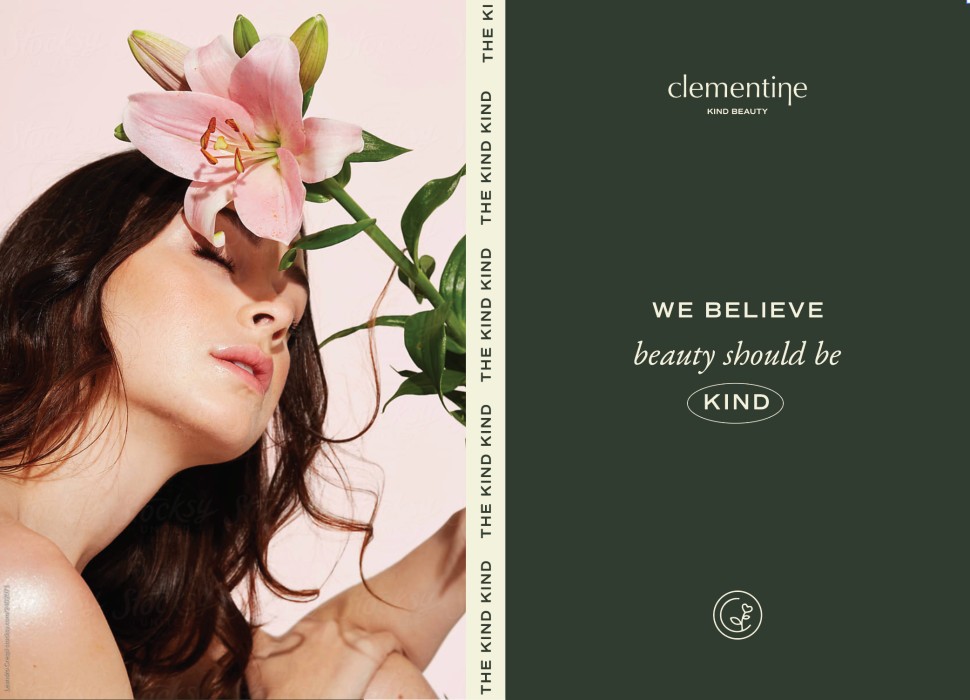 THE KI
THE KIND KIND
THE KIND KIND
THE KIND KIND
THE KIND KIND
clementine
KIND BEAUTY
WE BELIEVE
beauty should be
KIND
Stocksy